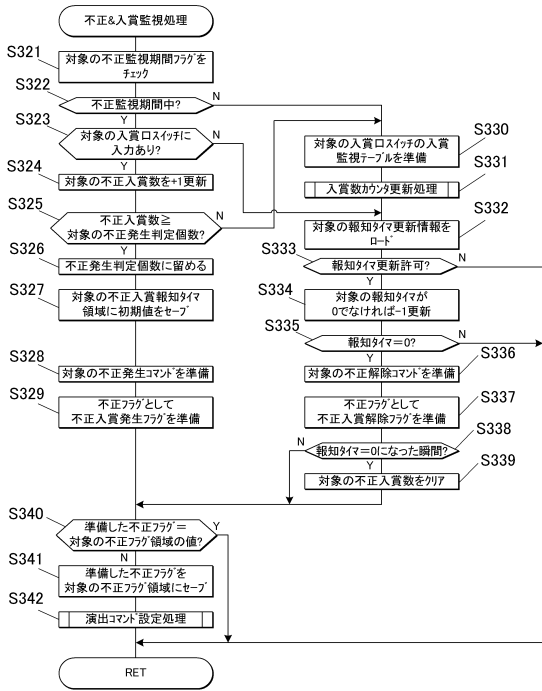 不正&入賞監視処理
S321
対象の不正監視期間フラグを
チェック
S322
不正監視期間中?
N
Y
S323
対象の入賞口スイッチに
入力あり?
N
Y
S324
対象の不正入賞数を+1更新
S325
不正入賞数≧
対象の不正発生判定個数?
N
Y
S326
不正発生判定個数に留める
S327
対象の不正入賞報知タイマ
領域に初期値をセーブ
S328
対象の不正発生コマンドを準備
S329
不正フラグとして
不正入賞発生フラグを準備
S330
対象の入賞口スイッチの入賞
監視テーブルを準備
S331
入賞数カウンタ更新処理
S332
対象の報知タイマ更新情報を
ロード
S333
報知タイマ更新許可?
N
Y
S334
対象の報知タイマが
0でなければ-1更新
S335
報知タイマ=0?
N
Y
S336
対象の不正解除コマンドを準備
S337
不正フラグとして
不正入賞解除フラグを準備
S338
報知タイマ=0になった瞬間?
N
Y
S339
対象の不正入賞数をクリア
S340
準備した不正フラグ=
対象の不正フラグ領域の値?
Y
N
S341
準備した不正フラグを
対象の不正フラグ領域にセーブ
S342
演出コマンド設定処理
RET